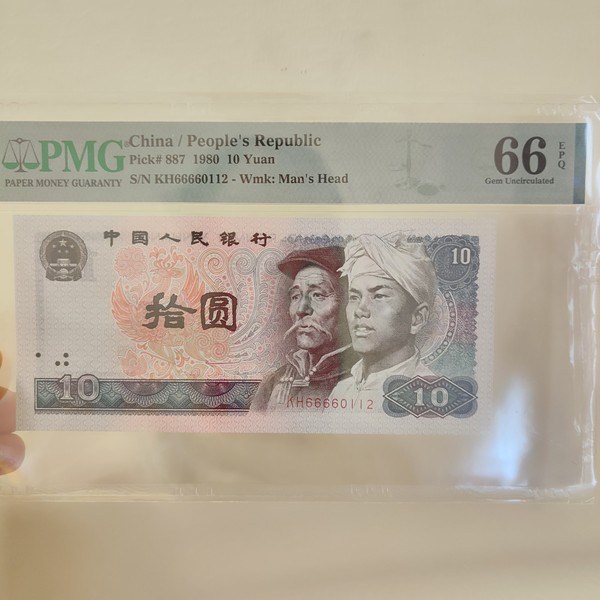 PMG
PAPER MONEY GUARANTY
China / People's Republic
Pick# 887 1980 10 Yuan
S/N KH66660112 - Wmk: Man's Head
66 EPQ
Gem Uncirculated
中国人民银行
10
拾圆
10
KH66660112
10